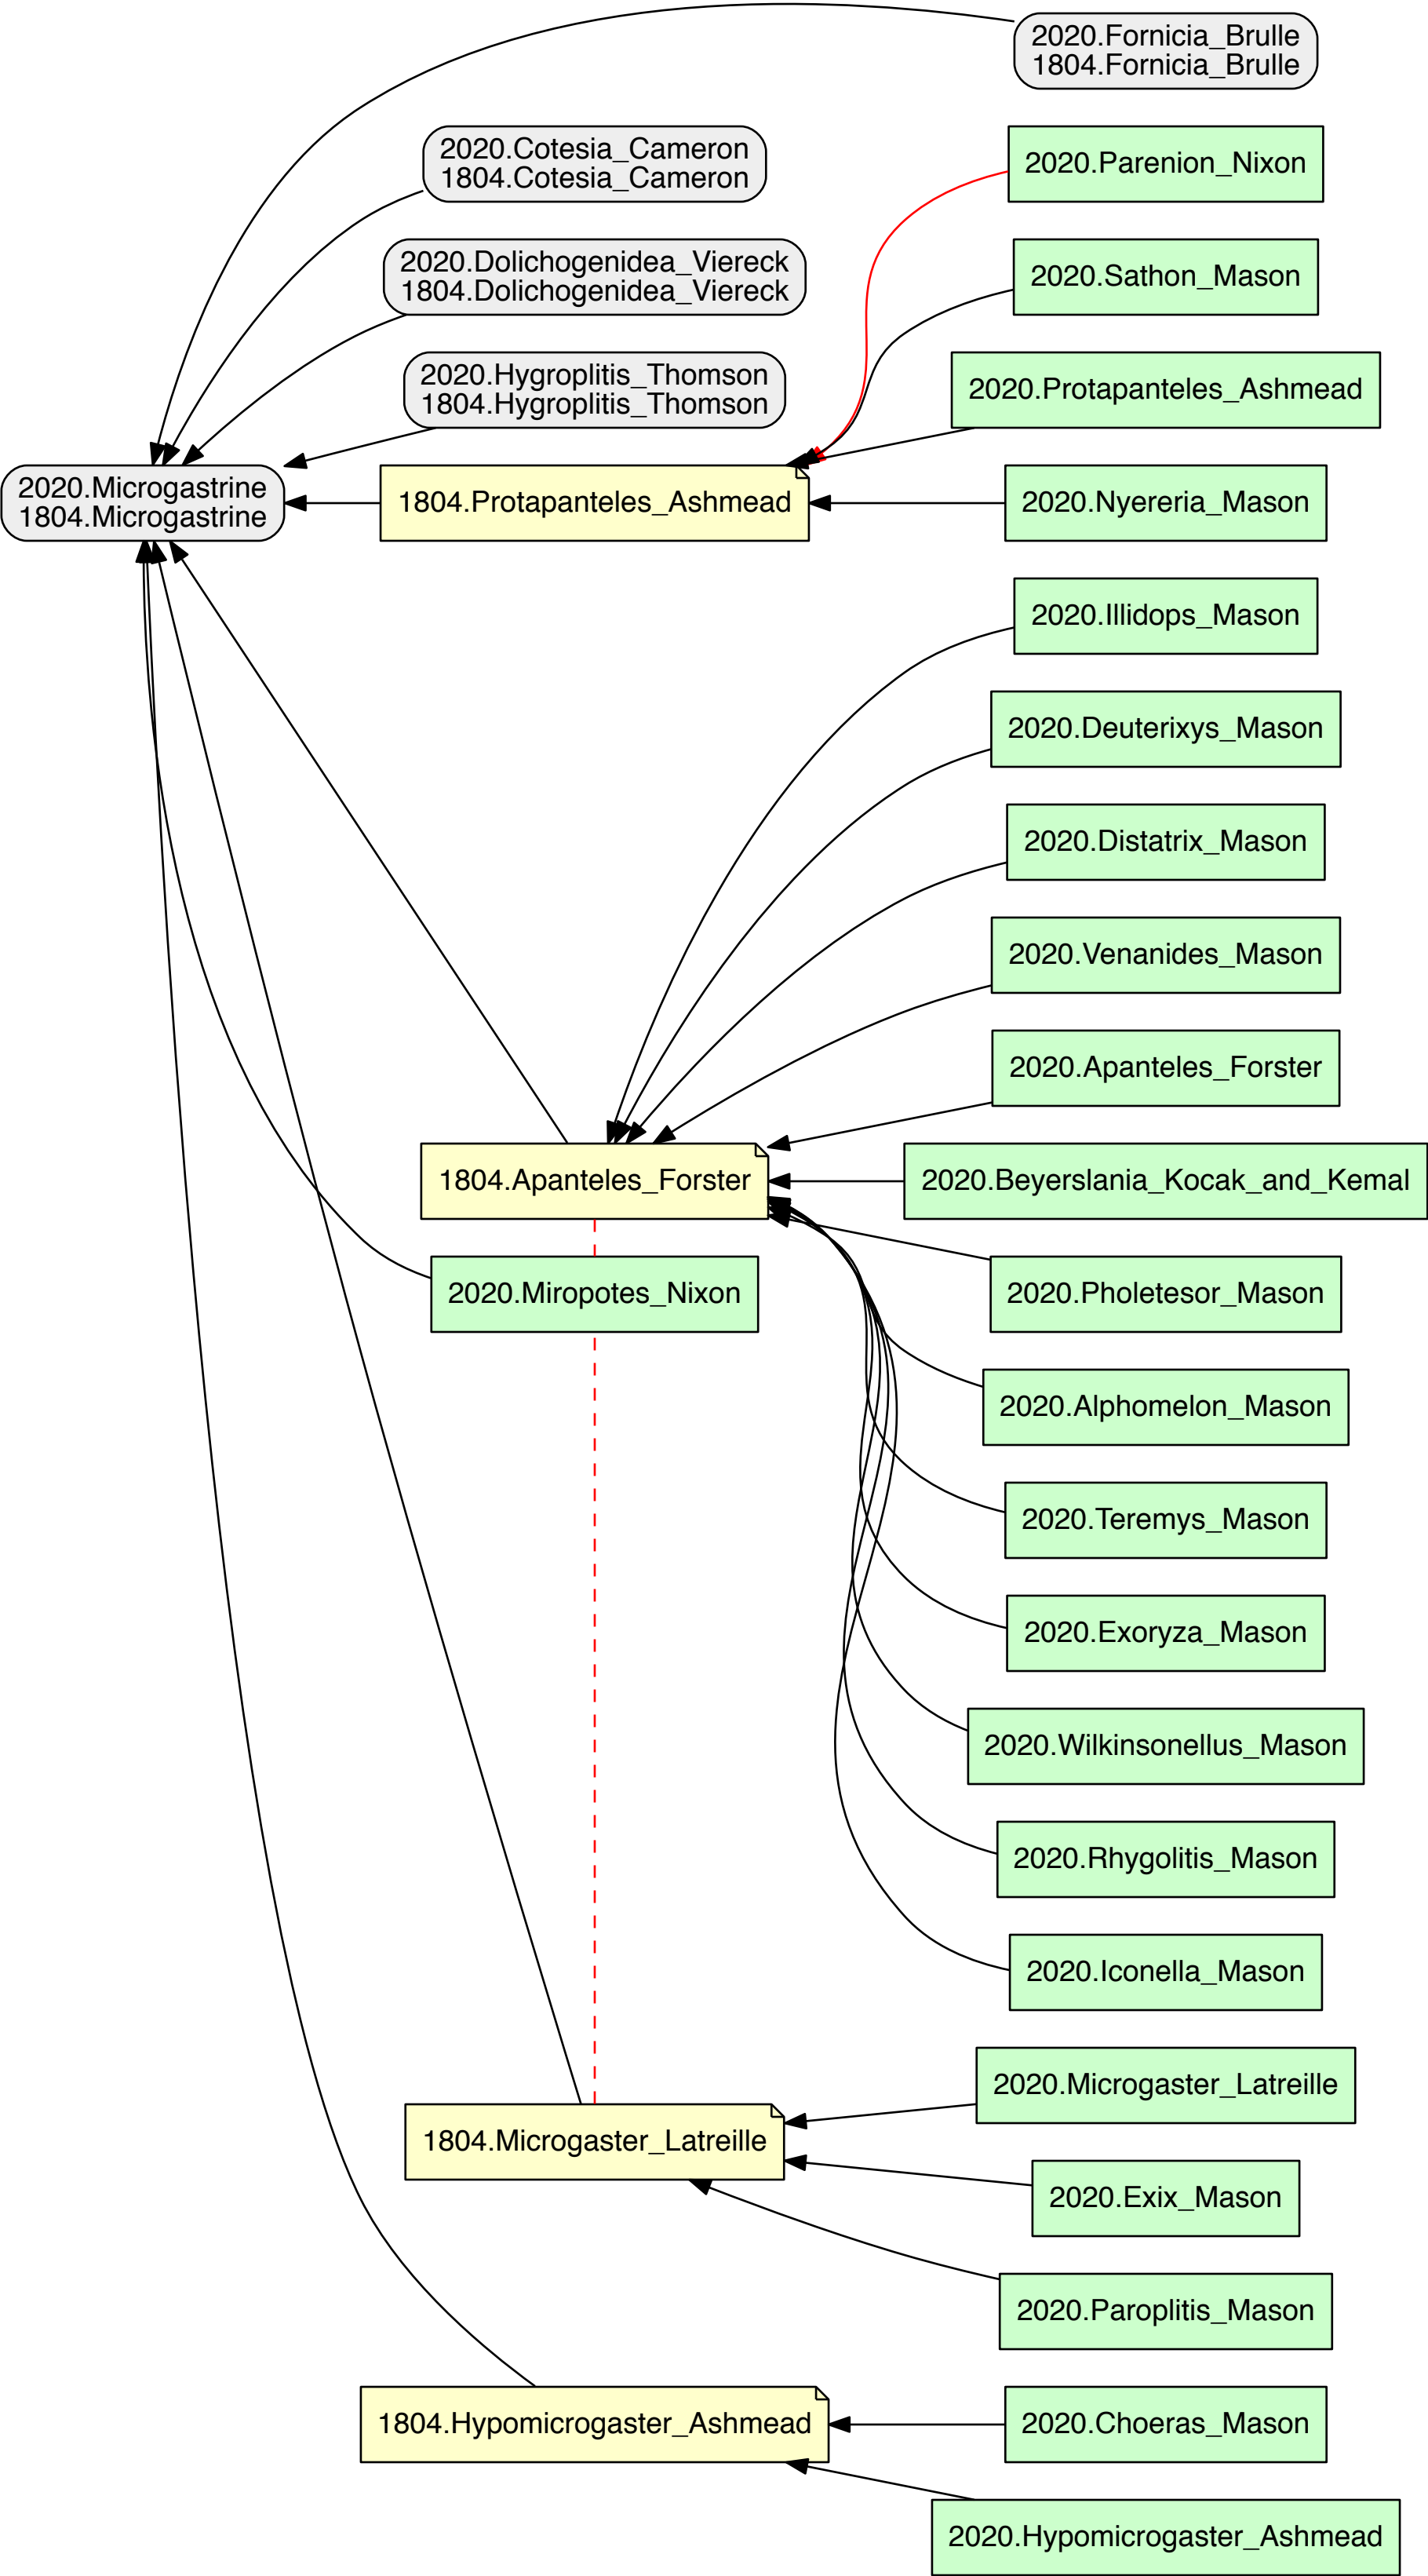 2020.Fornicia_Brulle
1804.Fornicia_Brulle
2020.Cotesia_Cameron
1804.Cotesia_Cameron
2020.Parenion_Nixon
2020.Dolichogenidea_Viereck
1804.Dolichogenidea_Viereck
2020.Sathon_Mason
2020.Hygroplitis_Thomson
1804.Hygroplitis_Thomson
2020.Protapanteles_Ashmead
2020.Microgastrine
1804.Microgastrine
1804.Protapanteles_Ashmead
2020.Nyereria_Mason
2020.Illidops_Mason
2020.Deuterixys_Mason
2020.Distatrix_Mason
2020.Venanides_Mason
2020.Apanteles_Forster
1804.Apanteles_Forster
2020.Beyerslania_Kocak_and_Kemal
2020.Miropotes_Nixon
2020.Pholetesor_Mason
2020.Alphomelon_Mason
2020.Teremys_Mason
2020.Exoryza_Mason
2020.Wilkinsonellus_Mason
2020.Rhygolitis_Mason
2020.Iconella_Mason
2020.Microgaster_Latreille
1804.Microgaster_Latreille
2020.Exix_Mason
2020.Paroplitis_Mason
1804.Hypomicrogaster_Ashmead
2020.Choeras_Mason
2020.Hypomicrogaster_Ashmead